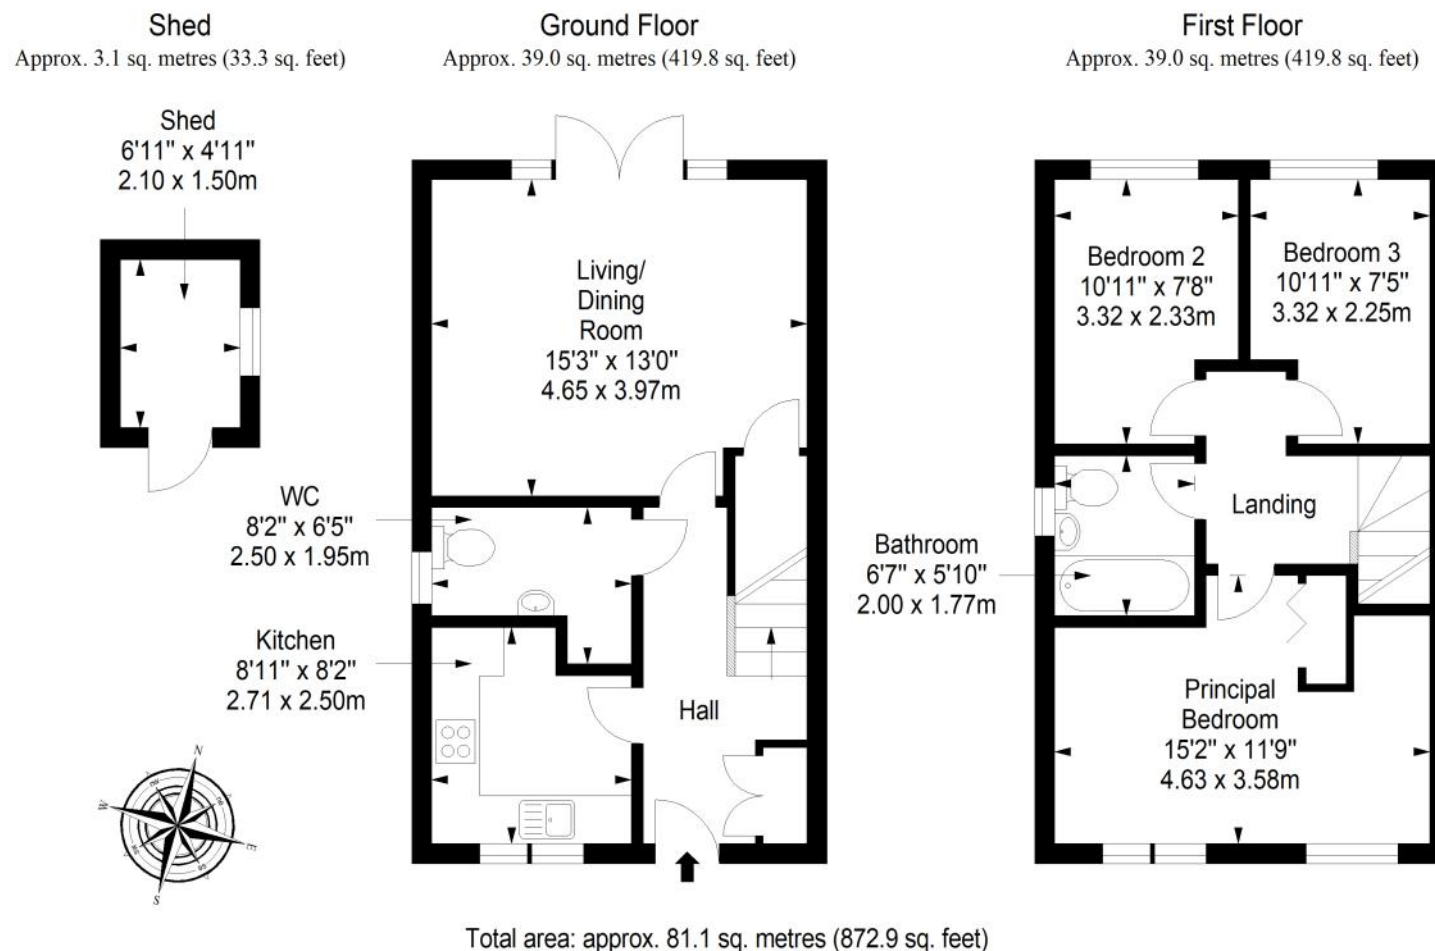 Shed
Approx. 3.1 sq. metres (33.3 sq. feet)
Shed
6'11" x 4'11"
2.10 x 1.50m
Ground Floor
Approx. 39.0 sq. metres (419.8 sq. feet)
Living/
Dining
Room
15'3" x 13'0"
4.65 x 3.97m
WC
8'2" x 6'5"
2.50 x 1.95m
Kitchen
8'11" x 8'2"
2.71 x 2.50m
Hall
First Floor
Approx. 39.0 sq. metres (419.8 sq. feet)
Bedroom 2
10'11" x 7'8"
3.32 x 2.33m
Bedroom 3
10'11" x 7'5"
3.32 x 2.25m
Landing
Bathroom
6'7" x 5'10"
2.00 x 1.77m
Principal
Bedroom
15'2" x 11'9"
4.63 x 3.58m
N
W
E
S
Total area: approx. 81.1 sq. metres (872.9 sq. feet)